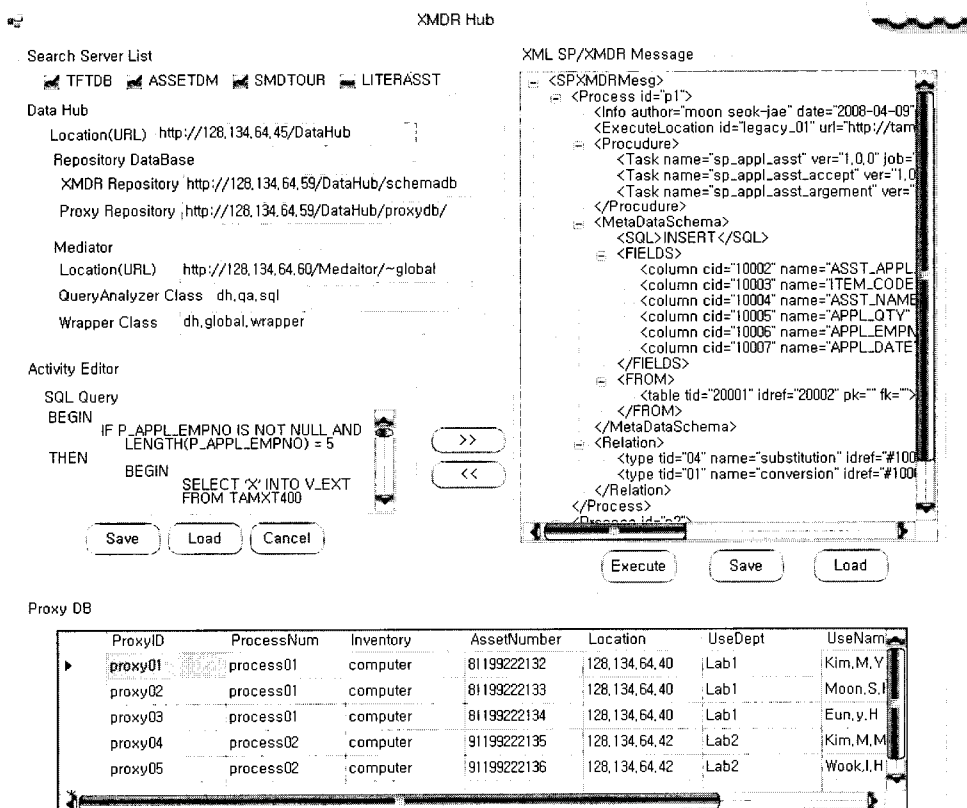 XMDR Hub
Search Server List
TFTDB ASSETDM SMDTOUR LITERASST
Data Hub
Location(URL) http://128,134,64,45/DataHub
Repository DataBase
XMDR Repository http://128,134,64,59/DataHub/schemadb
Proxy Repository http://128,134,64,59/DataHub/proxydb/
Mediator
Location(URL) http://128,134,64,60/Medaitor/~global
QueryAnalyzer Class dh,qa,sql
Wrapper Class dh,global,wrapper
Activity Editor
SQL Query
BEGIN
IF P_APPL_EMPNO IS NOT NULL AND
LENGTH(P_APPL_EMPNO) = 5
THEN
BEGIN
SELECT 'X' INTO V_EXT
FROM TAMXT400
Save Load Cancel
>>
<<
XML SP/XMDR Message
<SPXMDRMesg>
<Process id="p1">
<Info author="moon seok-jae" date="2008-04-09"
<ExecuteLocation id="legacy_01" url="http://tam
<Procudure>
<Task name="sp_appl_asst" ver="1,0,0" job="
<Task name="sp_appl_asst_accept" ver="1,0
<Task name="sp_appl_asst_argement" ver="
</Procudure>
<MetaDataSchema>
<SQL>INSERT</SQL>
<FIELDS>
<column cid="10002" name="ASST_APPL
<column cid="10003" name="ITEM_CODE
<column cid="10004" name="ASST_NAME
<column cid="10005" name="APPL_QTY"
<column cid="10006" name="APPL_EMPN
<column cid="10007" name="APPL_DATE
</FIELDS>
<FROM>
<table tid="20001" idref="20002" pk="" fk="">
</FROM>
</MetaDataSchema>
<Relation>
<type tid="04" name="substitution" idref="#100
<type tid="01" name="conversion" idref="#100
</Relation>
</Process>
Execute Save Load
Proxy DB
ProxyID ProcessNum Inventory AssetNumber Location UseDept UseNam
proxy01 process01 computer 81199222132 128,134,64,40 Lab1 Kim,M,Y
proxy02 process01 computer 81199222133 128,134,64,40 Lab1 Moon,S,H
proxy03 process01 computer 81199222134 128,134,64,40 Lab1 Eun,y,H
proxy04 process02 computer 91199222135 128,134,64,42 Lab2 Kim,M,M
proxy05 process02 computer 91199222136 128,134,64,42 Lab2 Wook,I,H